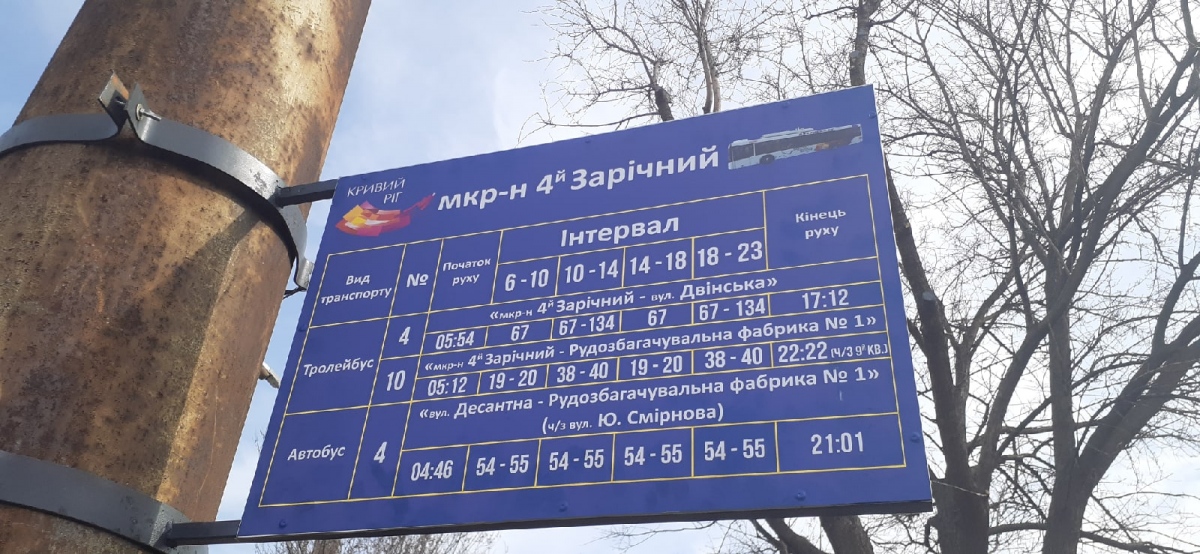 КРИВИЙ
РІГ
мкр-н 4й Зарічний
Вид
транспорту
№
Початок
руху
Інтервал
6 - 10 10 - 14 14 - 18 18 - 23
Кінець
руху
Тролейбус
4
«мкр-н 4й Зарічний - вул. Двінська»
05:54 67 67 - 134 67 67 - 134 17:12
10
«мкр-н 4й Зарічний - Рудозбагачувальна фабрика № 1»
05:12 19 - 20 38 - 40 19 - 20 38 - 40 22:22 (ч/з 9й кв.)
Автобус
4
«вул. Десантна - Рудозбагачувальна фабрика № 1»
(ч/з вул. Ю. Смірнова)
04:46 54 - 55 54 - 55 54 - 55 54 - 55 21:01